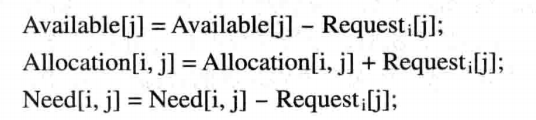 Available[j] = Available[j] – Requestᵢ[j];
Allocation[i, j] = Allocation[i, j] + Requestᵢ[j];
Need[i, j] = Need[i, j] – Requestᵢ[j];